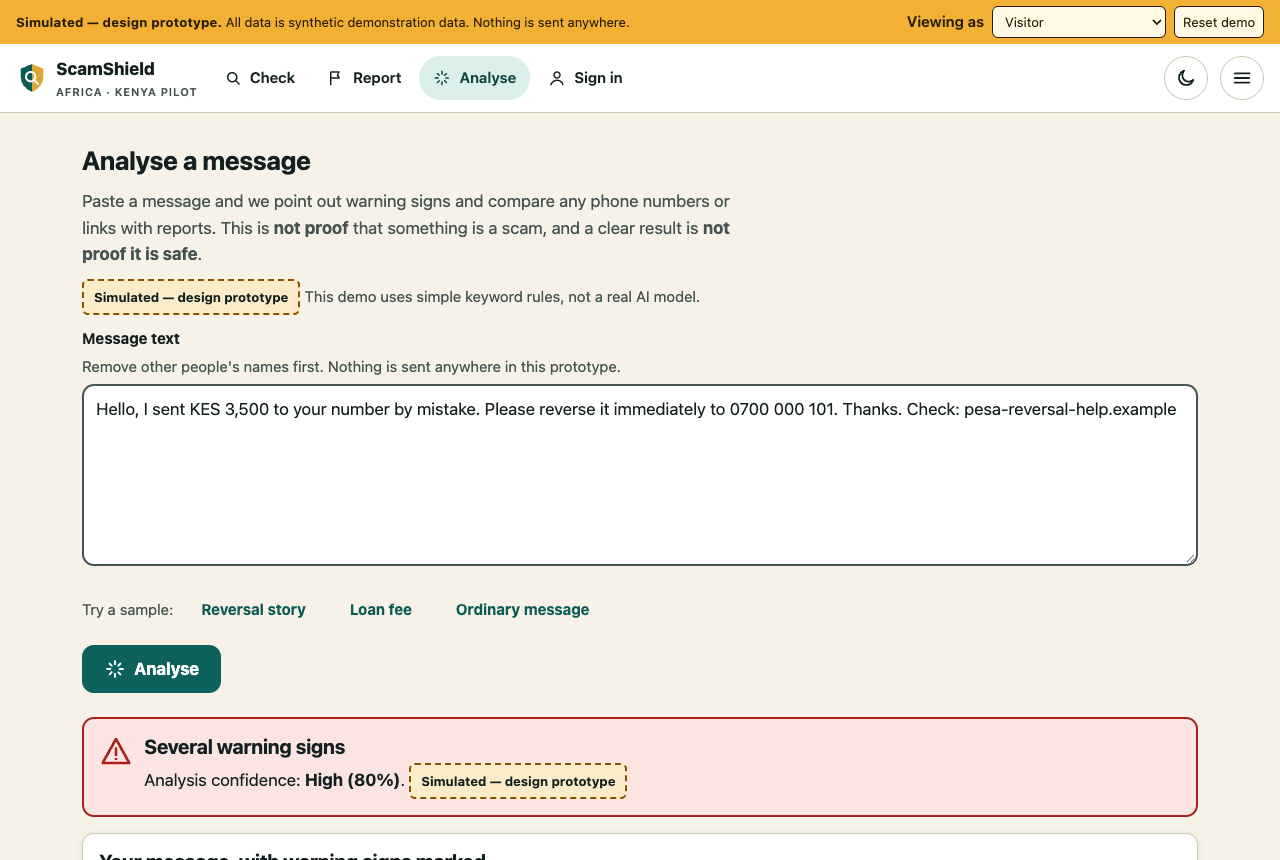 Simulated — design prototype. All data is synthetic demonstration data. Nothing is sent anywhere.
Viewing as
Visitor
Reset demo
ScamShield
AFRICA · KENYA PILOT
Check
Report
Analyse
Sign in
Analyse a message
Paste a message and we point out warning signs and compare any phone numbers or
links with reports. This is not proof that something is a scam, and a clear result is not
proof it is safe.
Simulated — design prototype This demo uses simple keyword rules, not a real AI model.
Message text
Remove other people's names first. Nothing is sent anywhere in this prototype.
Hello, I sent KES 3,500 to your number by mistake. Please reverse it immediately to 0700 000 101. Thanks. Check: pesa-reversal-help.example
Try a sample: Reversal story Loan fee Ordinary message
Analyse
Several warning signs
Analysis confidence: High (80%). Simulated — design prototype
Your message, with warning signs marked